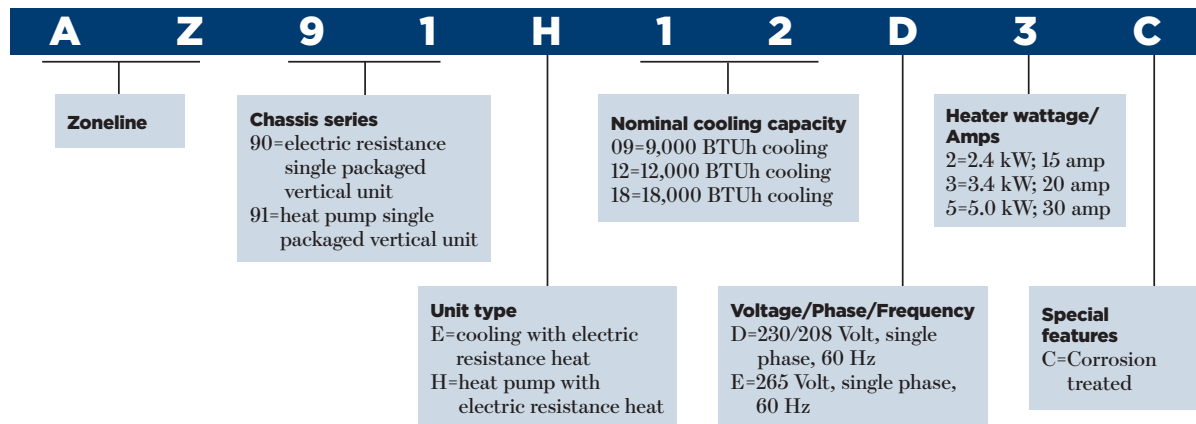 A Z 9 1 H 1 2 D 3 C
Zoneline
Chassis series
90=electric resistance
single packaged
vertical unit
91=heat pump single
packaged vertical unit
Nominal cooling capacity
09=9,000 BTUh cooling
12=12,000 BTUh cooling
18=18,000 BTUh cooling
Heater wattage/
Amps
2=2.4 kW; 15 amp
3=3.4 kW; 20 amp
5=5.0 kW; 30 amp
Unit type
E=cooling with electric
resistance heat
H=heat pump with
electric resistance heat
Voltage/Phase/Frequency
D=230/208 Volt, single
phase, 60 Hz
E=265 Volt, single phase,
60 Hz
Special
features
C=Corrosion
treated